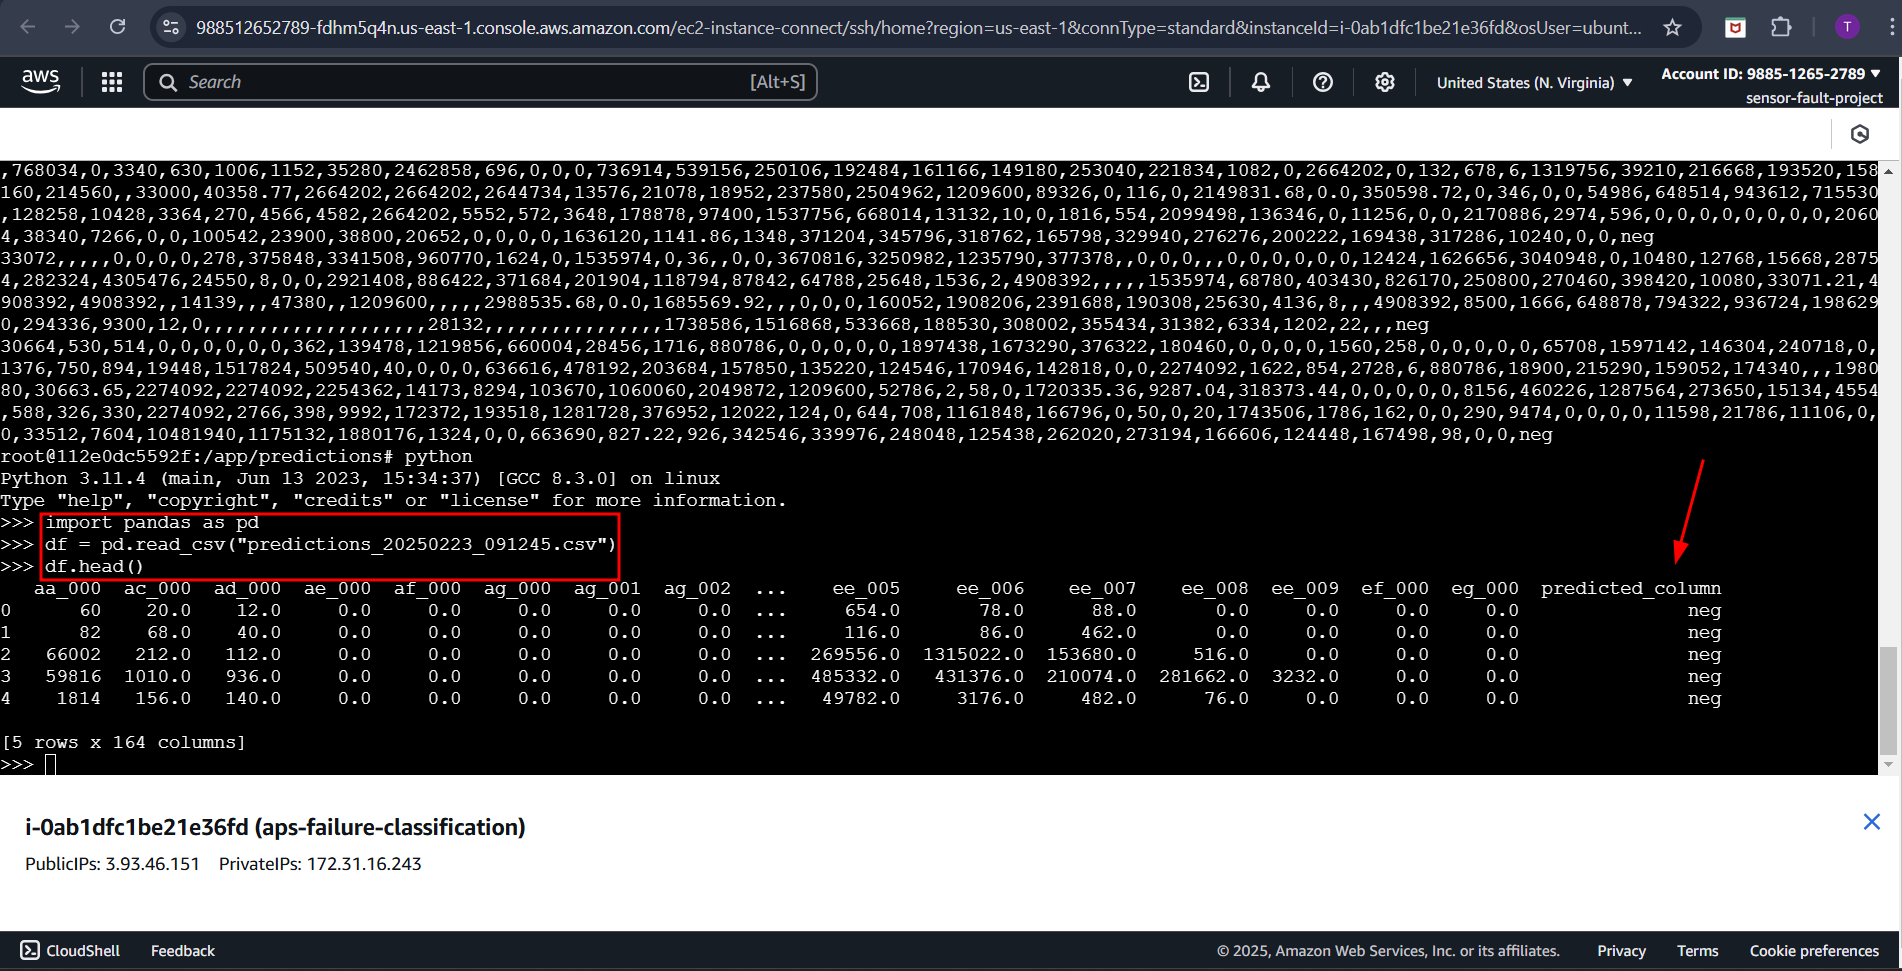 988512652789-fdhm5q4n.us-east-1.console.aws.amazon.com/ec2-instance-connect/ssh/home?region=us-east-1&connType=standard&instanceId=i-0ab1dfc1be21e36fd&osUser=ubunt...
T
aws
Search
[Alt+S]
United States (N. Virginia)
Account ID: 9885-1265-2789
sensor-fault-project
,768034,0,3340,630,1006,1152,35280,2462858,696,0,0,0,736914,539156,250106,192484,161166,149180,253040,221834,1082,0,2664202,0,132,678,6,1319756,39210,216668,193520,158
160,214560,,33000,40358.77,2664202,2664202,2644734,13576,21078,18952,237580,2504962,1209600,89326,0,116,0,2149831.68,0.0,350598.72,0,346,0,0,54986,648514,943612,715530
,128258,10428,3364,270,4566,4582,2664202,5552,572,3648,178878,97400,1537756,668014,13132,10,0,1816,554,2099498,136346,0,11256,0,0,2170886,2974,596,0,0,0,0,0,0,0,2060
4,38340,7266,0,0,100542,23900,38800,20652,0,0,0,0,1636120,1141.86,1348,371204,345796,318762,165798,329940,276276,200222,169438,317286,10240,0,0,neg
33072,,,,,0,0,0,0,278,375848,3341508,960770,1624,0,1535974,0,36,,0,0,3670816,3250982,1235790,377378,,0,0,0,,,0,0,0,0,0,0,12424,1626656,3040948,0,10480,12768,15668,2875
4,282324,4305476,24550,8,0,0,2921408,886422,371684,201904,118794,87842,64788,25648,1536,2,4908392,,,,,1535974,68780,403430,826170,250800,270460,398420,10080,33071.21,4
908392,4908392,,14139,,,47380,,1209600,,,,,2988535.68,0.0,1685569.92,,,0,0,0,160052,1908206,2391688,190308,25630,4136,8,,,4908392,8500,1666,648878,794322,936724,198629
0,294336,9300,12,0,,,,,,,,,,,,,,,,,,,,28132,,,,,,,,,,,,,,,,1738586,1516868,533668,188530,308002,355434,31382,6334,1202,22,,,neg
30664,530,514,0,0,0,0,0,0,362,139478,1219856,660004,28456,1716,880786,0,0,0,0,0,1897438,1673290,376322,180460,0,0,0,0,1560,258,0,0,0,0,0,65708,1597142,146304,240718,0,
1376,750,894,19448,1517824,509540,40,0,0,0,636616,478192,203684,157850,135220,124546,170946,142818,0,0,2274092,1622,854,2728,6,880786,18900,215290,159052,174340,,,1980
80,30663.65,2274092,2274092,2254362,14173,8294,103670,1060060,2049872,1209600,52786,2,58,0,1720335.36,9287.04,318373.44,0,0,0,0,0,8156,460226,1287564,273650,15134,4554
,588,326,330,2274092,2766,398,9992,172372,193518,1281728,376952,12022,124,0,644,708,1161848,166796,0,50,0,20,1743506,1786,162,0,0,290,9474,0,0,0,0,11598,21786,11106,0,
0,33512,7604,10481940,1175132,1880176,1324,0,0,663690,827.22,926,342546,339976,248048,125438,262020,273194,166606,124448,167498,98,0,0,neg
root@112e0dc5592f:/app/predictions# python
Python 3.11.4 (main, Jun 13 2023, 15:34:37) [GCC 8.3.0] on linux
Type "help", "copyright", "credits" or "license" for more information.
>>> import pandas as pd
>>> df = pd.read_csv("predictions_20250223_091245.csv")
>>> df.head()
aa_000 ac_000 ad_000 ae_000 af_000 ag_000 ag_001 ag_002 ... ee_005 ee_006 ee_007 ee_008 ee_009 ef_000 eg_000 predicted_column
0 60 20.0 12.0 0.0 0.0 0.0 0.0 0.0 ... 654.0 78.0 88.0 0.0 0.0 0.0 0.0 neg
1 82 68.0 40.0 0.0 0.0 0.0 0.0 0.0 ... 116.0 86.0 462.0 0.0 0.0 0.0 0.0 neg
2 66002 212.0 112.0 0.0 0.0 0.0 0.0 0.0 ... 269556.0 1315022.0 153680.0 516.0 0.0 0.0 0.0 neg
3 59816 1010.0 936.0 0.0 0.0 0.0 0.0 0.0 ... 485332.0 431376.0 210074.0 281662.0 3232.0 0.0 0.0 neg
4 1814 156.0 140.0 0.0 0.0 0.0 0.0 0.0 ... 49782.0 3176.0 482.0 76.0 0.0 0.0 0.0 neg
[5 rows x 164 columns]
>>>
i-0ab1dfc1be21e36fd (aps-failure-classification)
PublicIPs: 3.93.46.151 PrivateIPs: 172.31.16.243
CloudShell
Feedback
© 2025, Amazon Web Services, Inc. or its affiliates.
Privacy
Terms
Cookie preferences